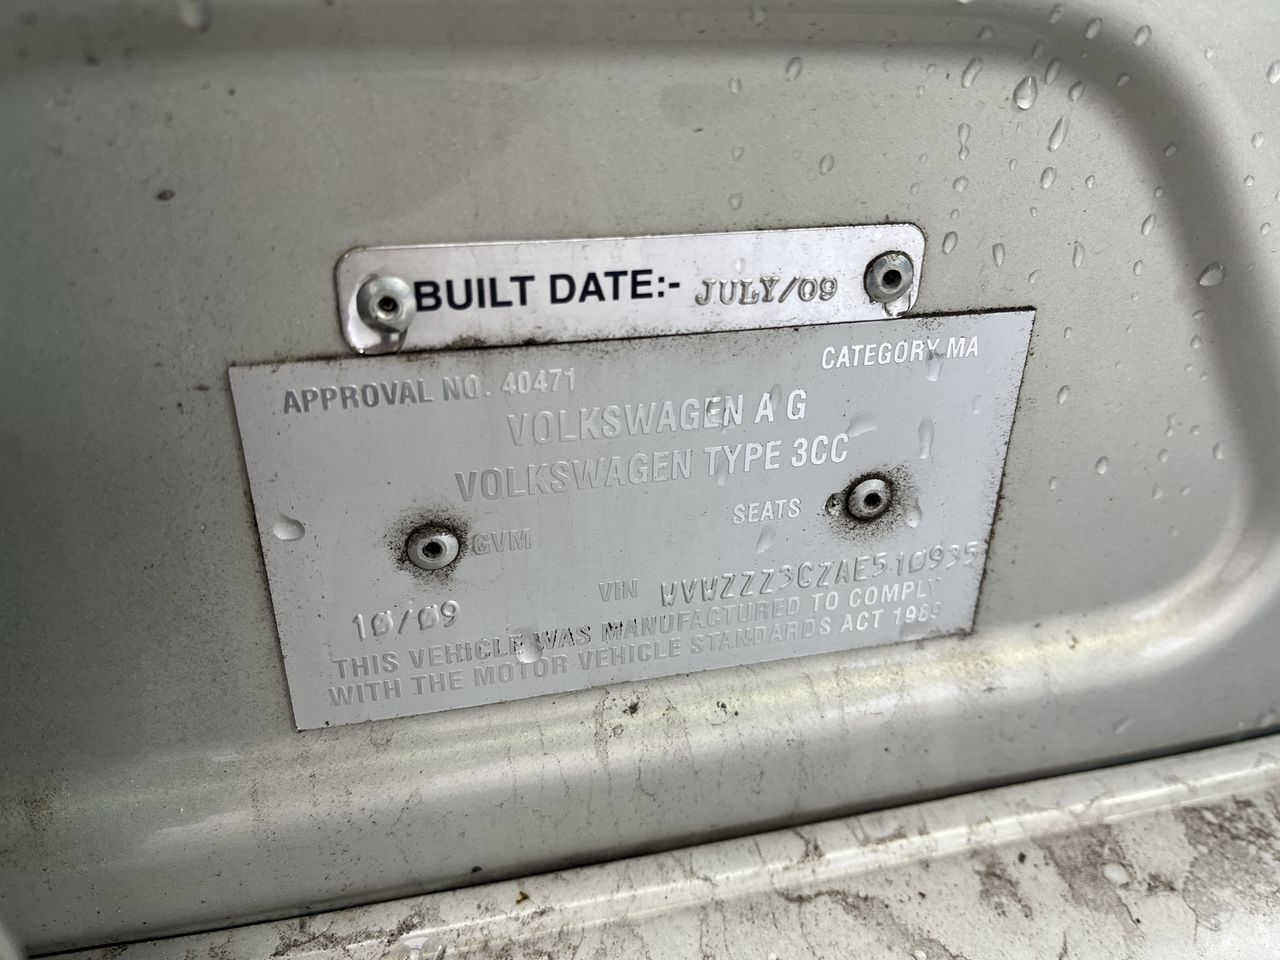 BUILT DATE:- JULY/09
CATEGORY MA
APPROVAL NO. 40471
VOLKSWAGEN A G
VOLKSWAGEN TYPE 3CC
SEATS
GVM
VIN WVWZZZ3CZAE510935
10/09
THIS VEHICLE WAS MANUFACTURED TO COMPLY
WITH THE MOTOR VEHICLE STANDARDS ACT 1989